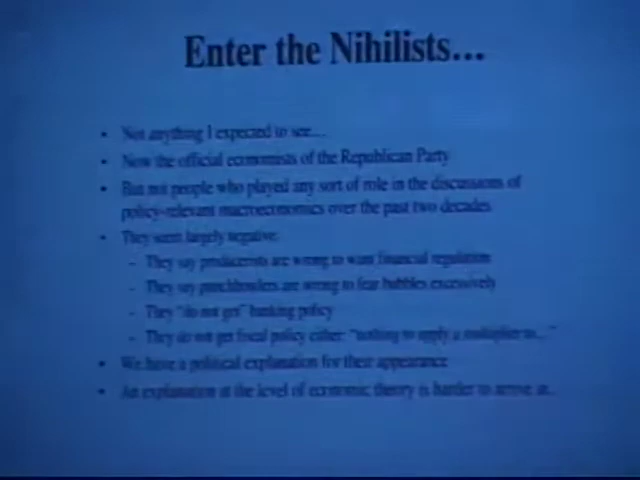 Enter the Nihilists...
• Not anything I expected to see...
• Now the official economists of the Republican Party
• But not people who played any sort of role in the discussions of
policy-relevant macroeconomics over the past two decades
• They seem largely negative:
– They say producerists are wrong to want financial regulation
– They say punchbowlers are wrong to fear bubbles excessively
– They "do not get" banking policy
– They do not get fiscal policy either: "nothing to apply a multiplier to..."
• We have a political explanation for their appearance
• An explanation at the level of economic theory is harder to arrive at...